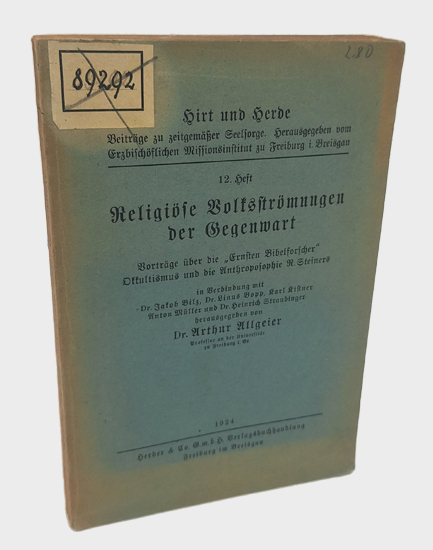 89292
2.80
Hirt und Herde
Beiträge zu zeitgemäßer Seelsorge. Herausgegeben vom
Erzbischöflichen Missionsinstitut zu Freiburg i. Breisgau
12. Heft
Religiöse Volksströmungen
der Gegenwart
Vorträge über die „Ernsten Bibelforscher"
Okkultismus und die Anthroposophie R. Steiners
in Verbindung mit
Dr. Jakob Bilz, Dr. Linus Bopp, Karl Kistner
Anton Müller und Dr. Heinrich Straubinger
herausgegeben von
Dr. Arthur Allgeier
Professor an der Universität
zu Freiburg i. Br.
1924
Herder & Co. G.m.b.H. Verlagsbuchhandlung
Freiburg im Breisgau